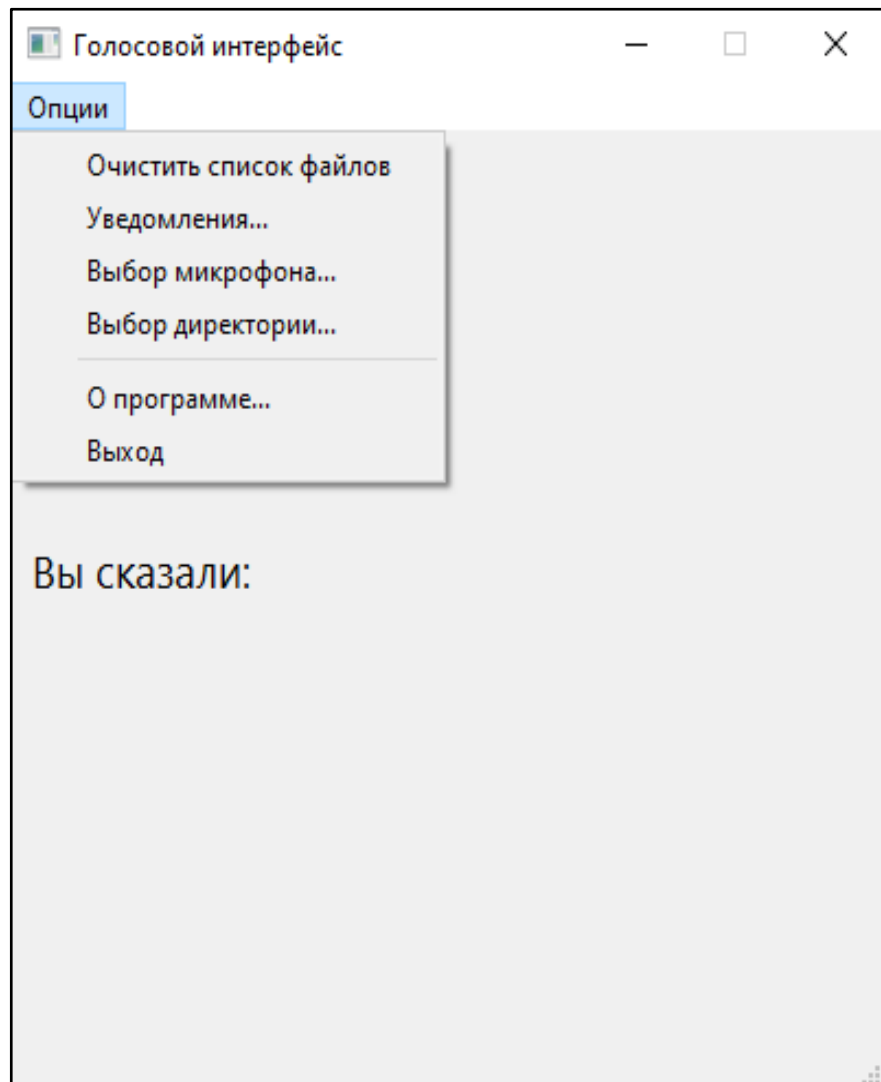 Голосовой интерфейс
Опции
Очистить список файлов
Уведомления...
Выбор микрофона...
Выбор директории...
О программе...
Выход
Вы сказали: